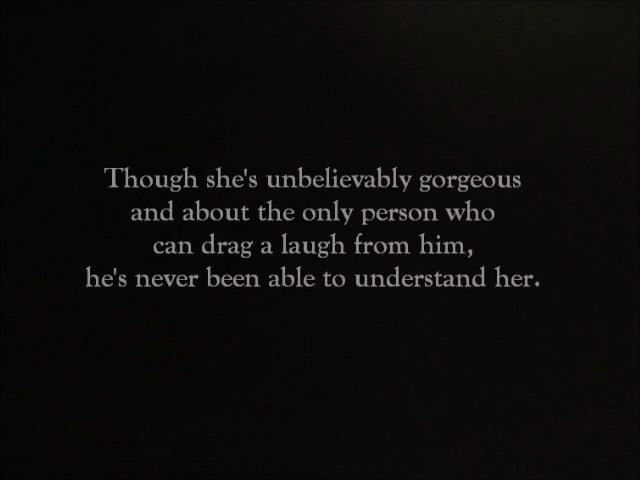 Though she's unbelievably gorgeous
and about the only person who
can drag a laugh from him,
he's never been able to understand her.